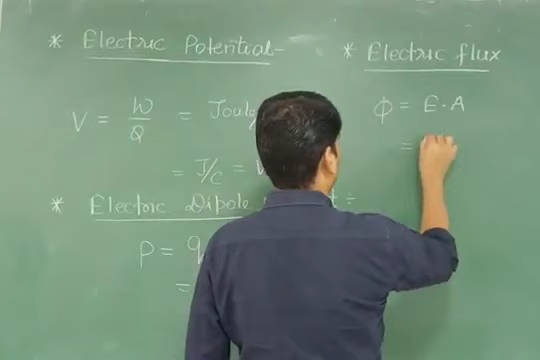 * Electric Potential-
V = W/Q = Joule
= J/C =
* Electric Dipole
P = q
=
* Electric flux
φ = E·A
=